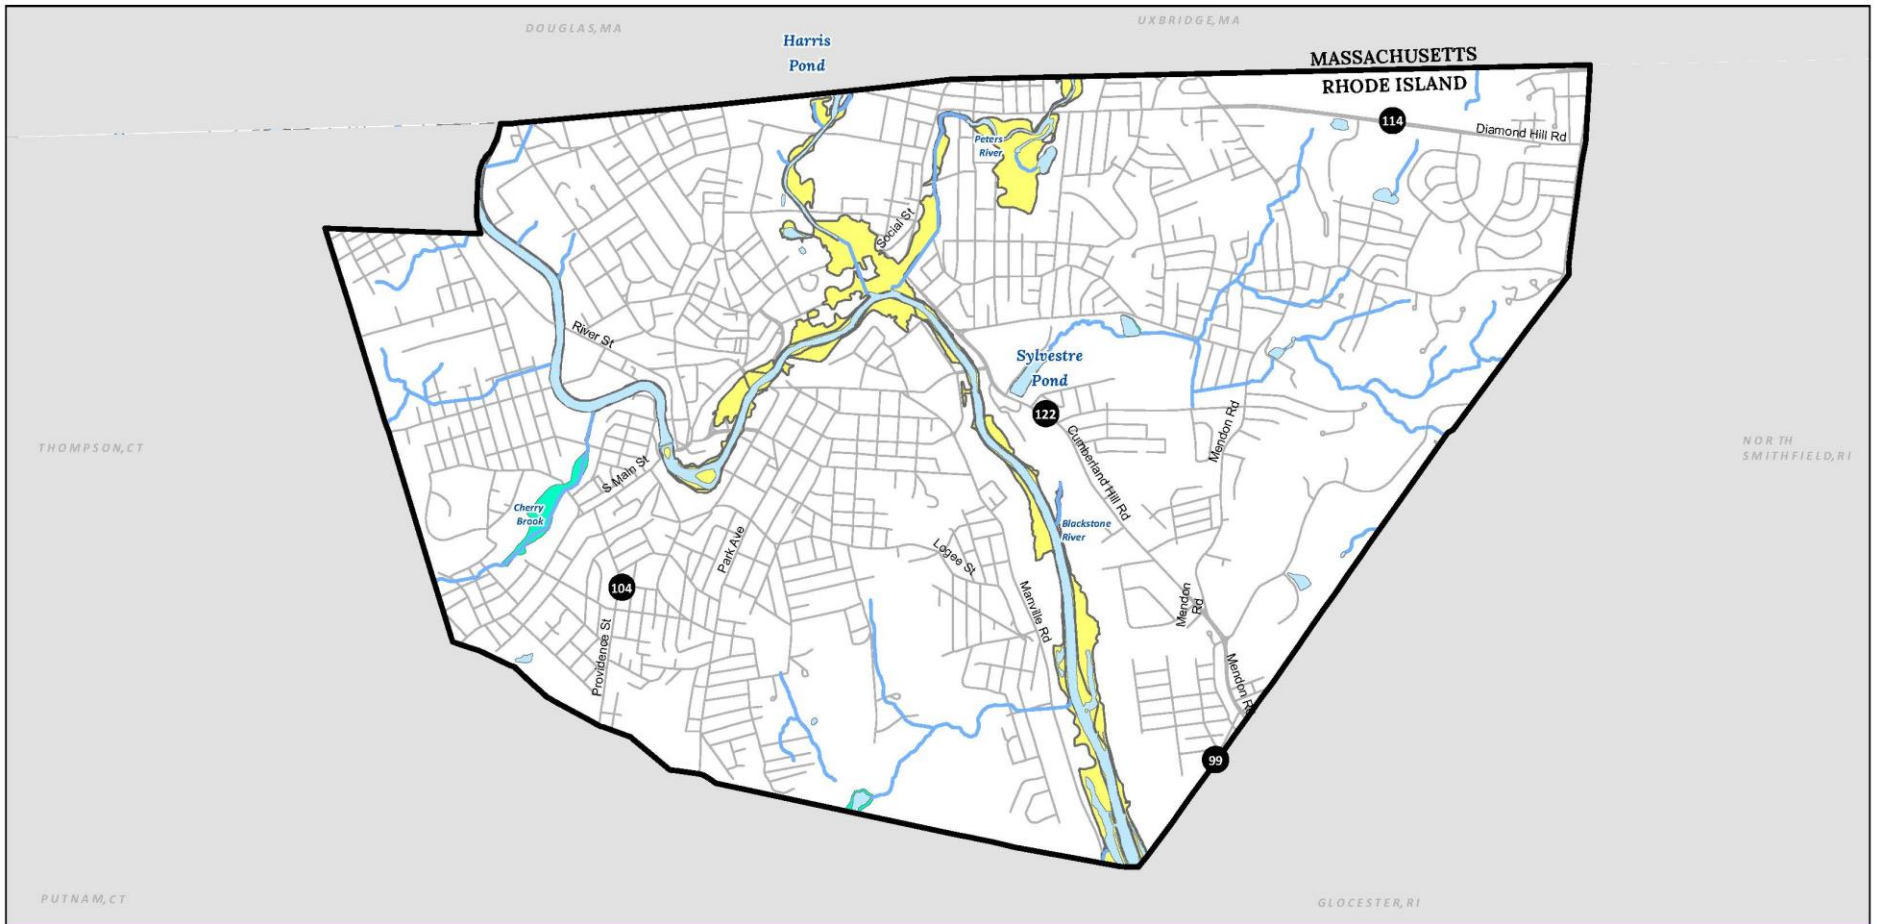 DOUGLAS,MA
UXBRIDGE,MA
Harris
Pond
MASSACHUSETTS
RHODE ISLAND
114
Diamond Hill Rd
Peters
River
Social St
River St
Sylvestre
Pond
122
Mendon Rd
Cumberland Hill Rd
THOMPSON,CT
NORTH
SMITHFIELD,RI
S Main St
Cherry
Brook
Park Ave
Blackstone
River
Logee St
104
Manville Rd
Mendon
Rd
Providence St
Mendon Rd
99
PUTNAM,CT
GLOCESTER,RI